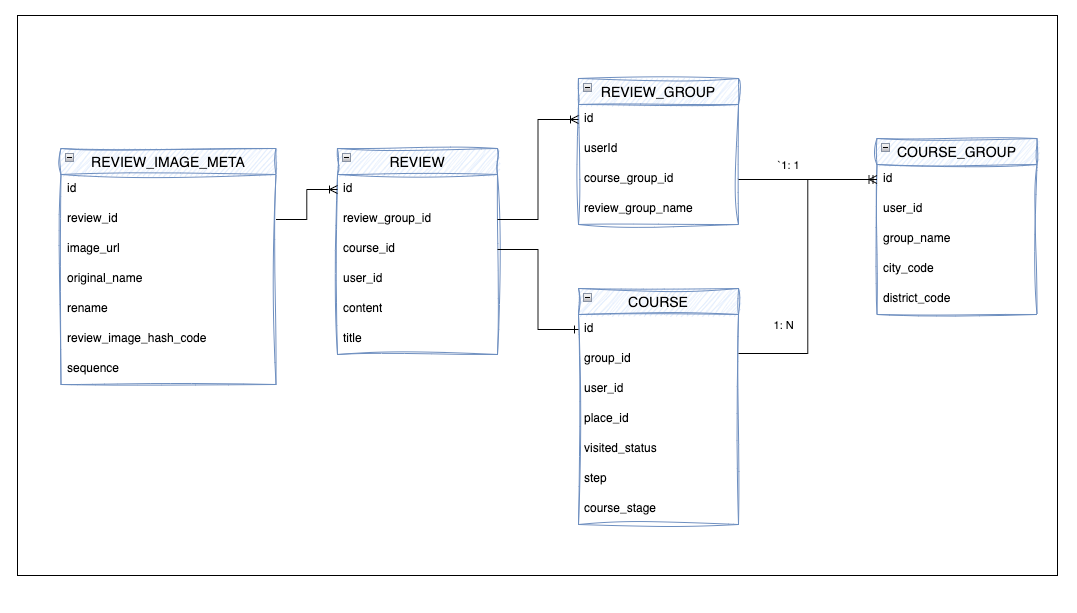 REVIEW_IMAGE_META
id
review_id
image_url
original_name
rename
review_image_hash_code
sequence
REVIEW
id
review_group_id
course_id
user_id
content
title
REVIEW_GROUP
id
userId
course_group_id
review_group_name
COURSE
id
group_id
user_id
place_id
visited_status
step
course_stage
`1: 1
1: N
COURSE_GROUP
id
user_id
group_name
city_code
district_code